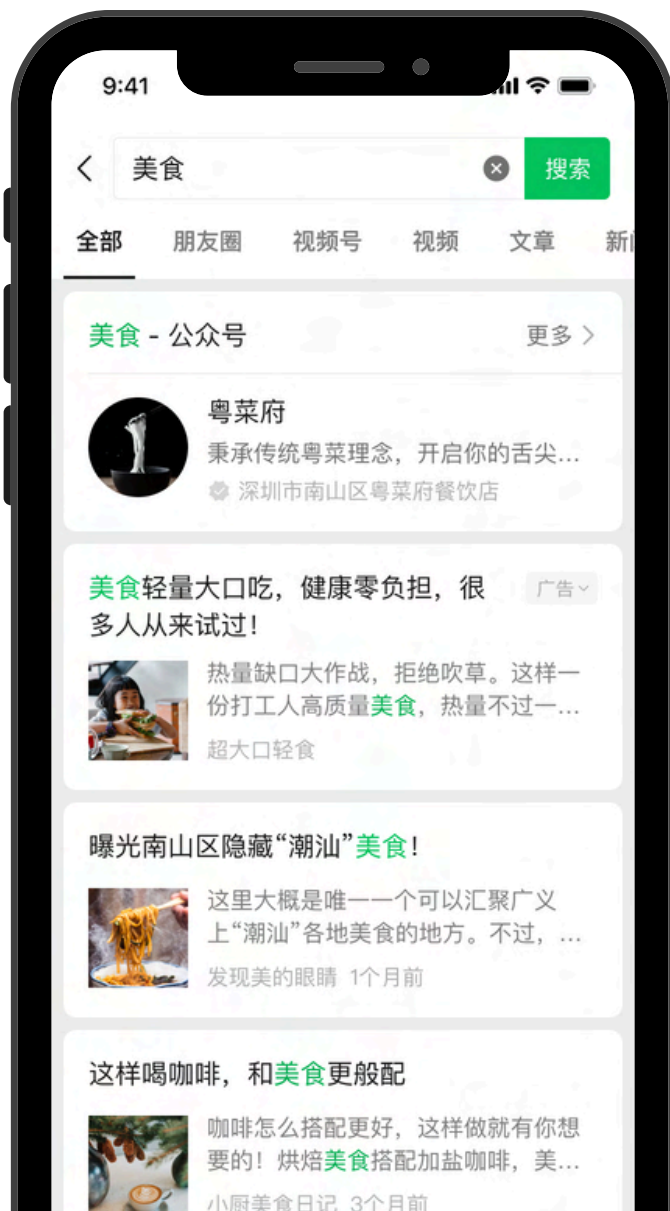 9:41
美食
搜索
全部 朋友圈 视频号 视频 文章
美食 - 公众号
更多
粤菜府
秉承传统粤菜理念，开启你的舌尖...
深圳市南山区粤菜府餐饮店
美食轻量大口吃，健康零负担，很
多人从来试过！
广告
热量缺口大作战，拒绝吹草。这样一
份打工人高质量美食，热量不过一...
超大口轻食
曝光南山区隐藏“潮汕”美食！
这里大概是唯一一个可以汇聚广义
上“潮汕”各地美食的地方。不过，...
发现美的眼睛 1个月前
这样喝咖啡，和美食更般配
咖啡怎么搭配更好，这样做就有你想
要的！烘焙美食搭配加盐咖啡，美...
小厨美食日记 3个月前